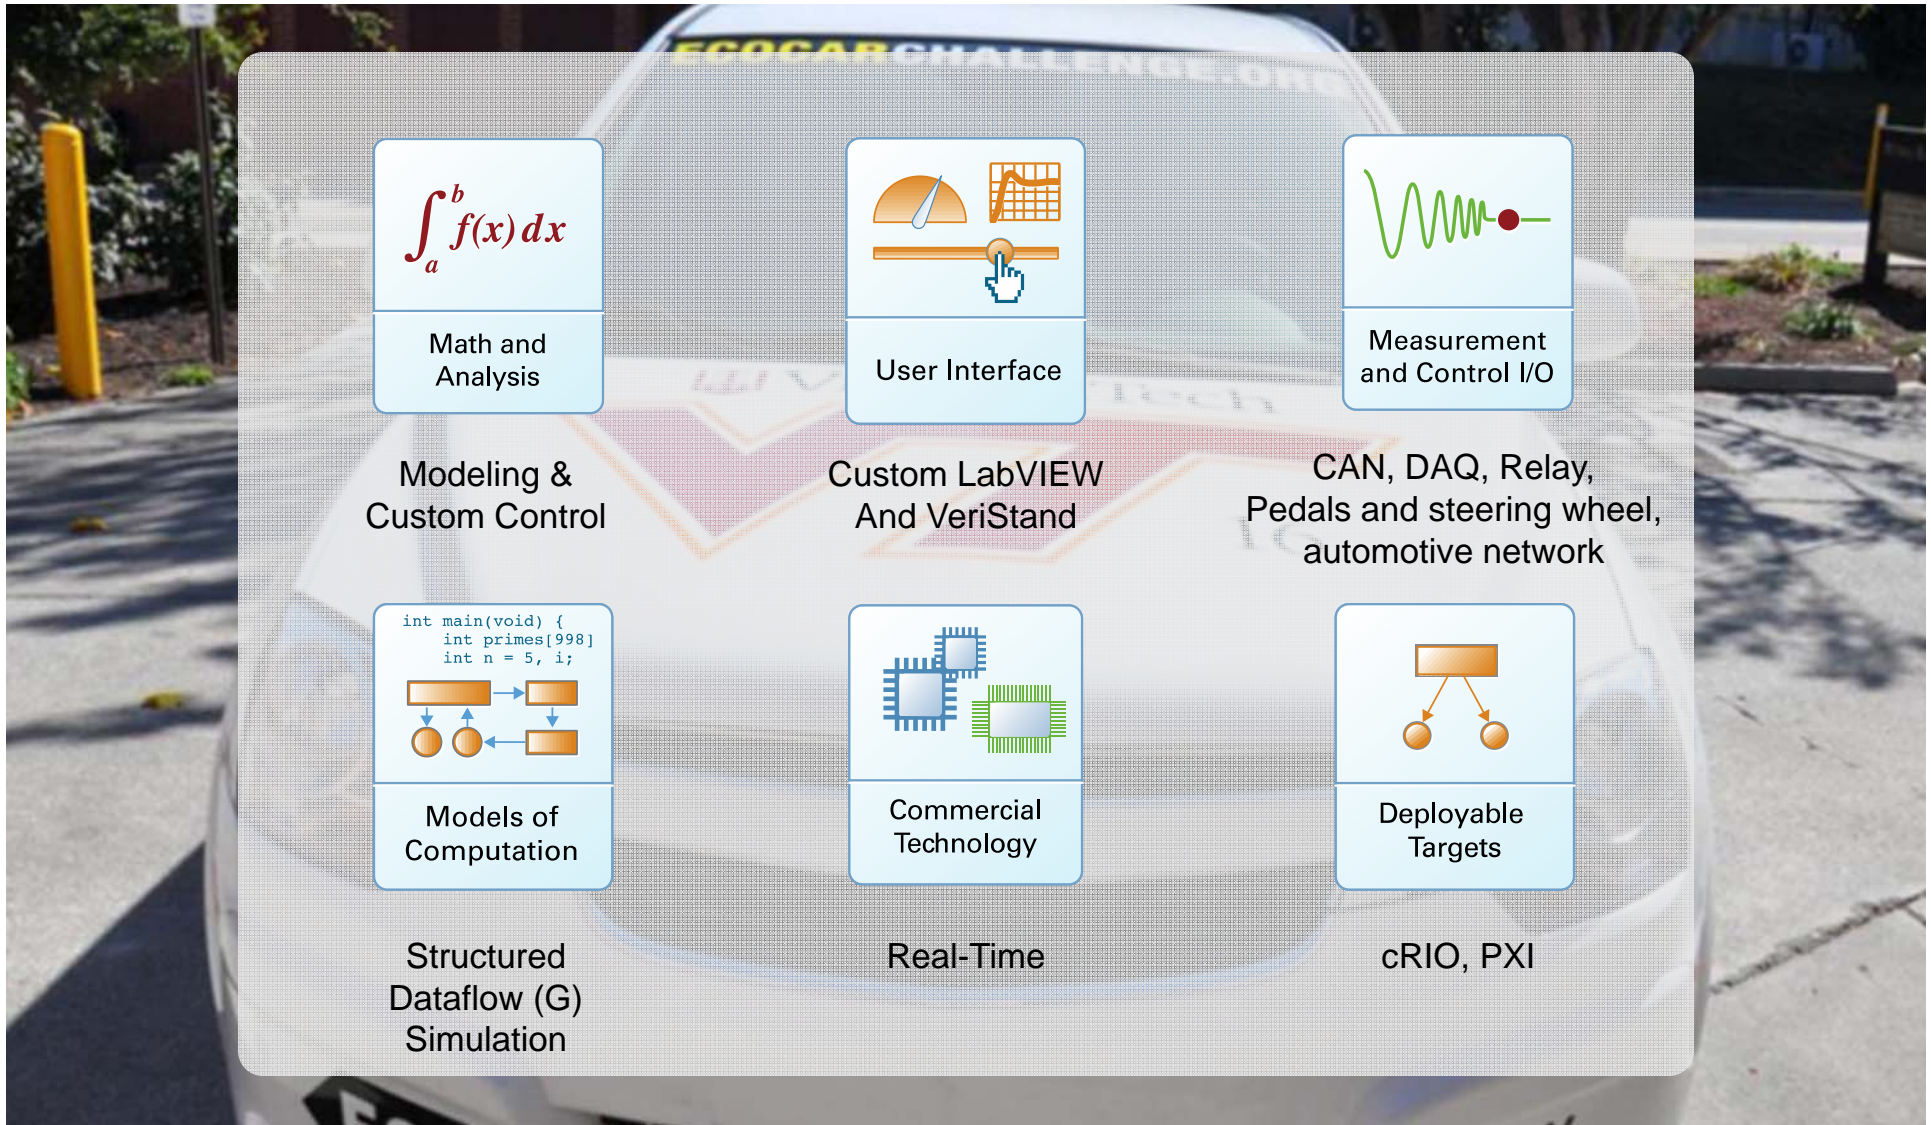 ECOCARCHALLENGE.ORG
b
∫ f(x) dx
a
Math and
Analysis
User Interface
Measurement
and Control I/O
Tech
Modeling &
Custom Control
Custom LabVIEW
And VeriStand
CAN, DAQ, Relay,
Pedals and steering wheel,
automotive network
int main(void) {
int primes[998]
int n = 5, i;
Models of
Computation
Commercial
Technology
Deployable
Targets
Structured
Dataflow (G)
Simulation
Real-Time
cRIO, PXI